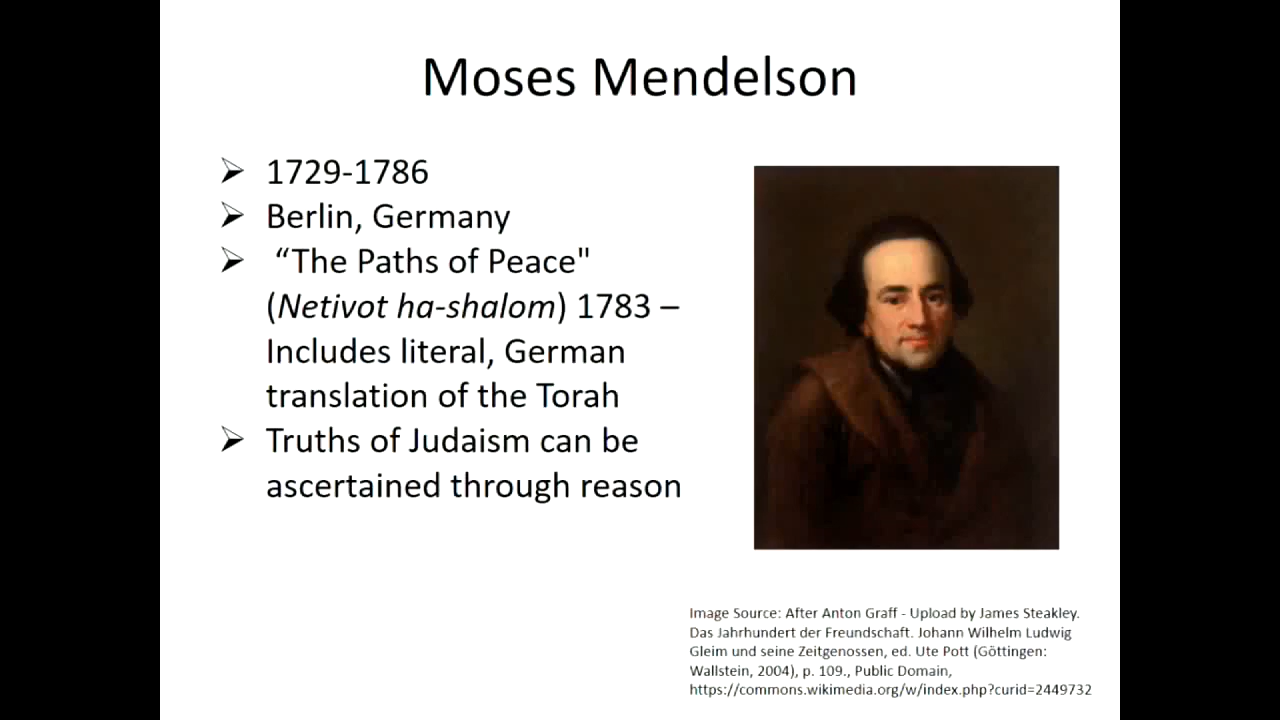 Moses Mendelson
➢ 1729-1786
➢ Berlin, Germany
➢ “The Paths of Peace"
(Netivot ha-shalom) 1783 –
Includes literal, German
translation of the Torah
➢ Truths of Judaism can be
ascertained through reason
Image Source: After Anton Graff - Upload by James Steakley.
Das Jahrhundert der Freundschaft. Johann Wilhelm Ludwig
Gleim und seine Zeitgenossen, ed. Ute Pott (Göttingen:
Wallstein, 2004), p. 109., Public Domain,
https://commons.wikimedia.org/w/index.php?curid=2449732